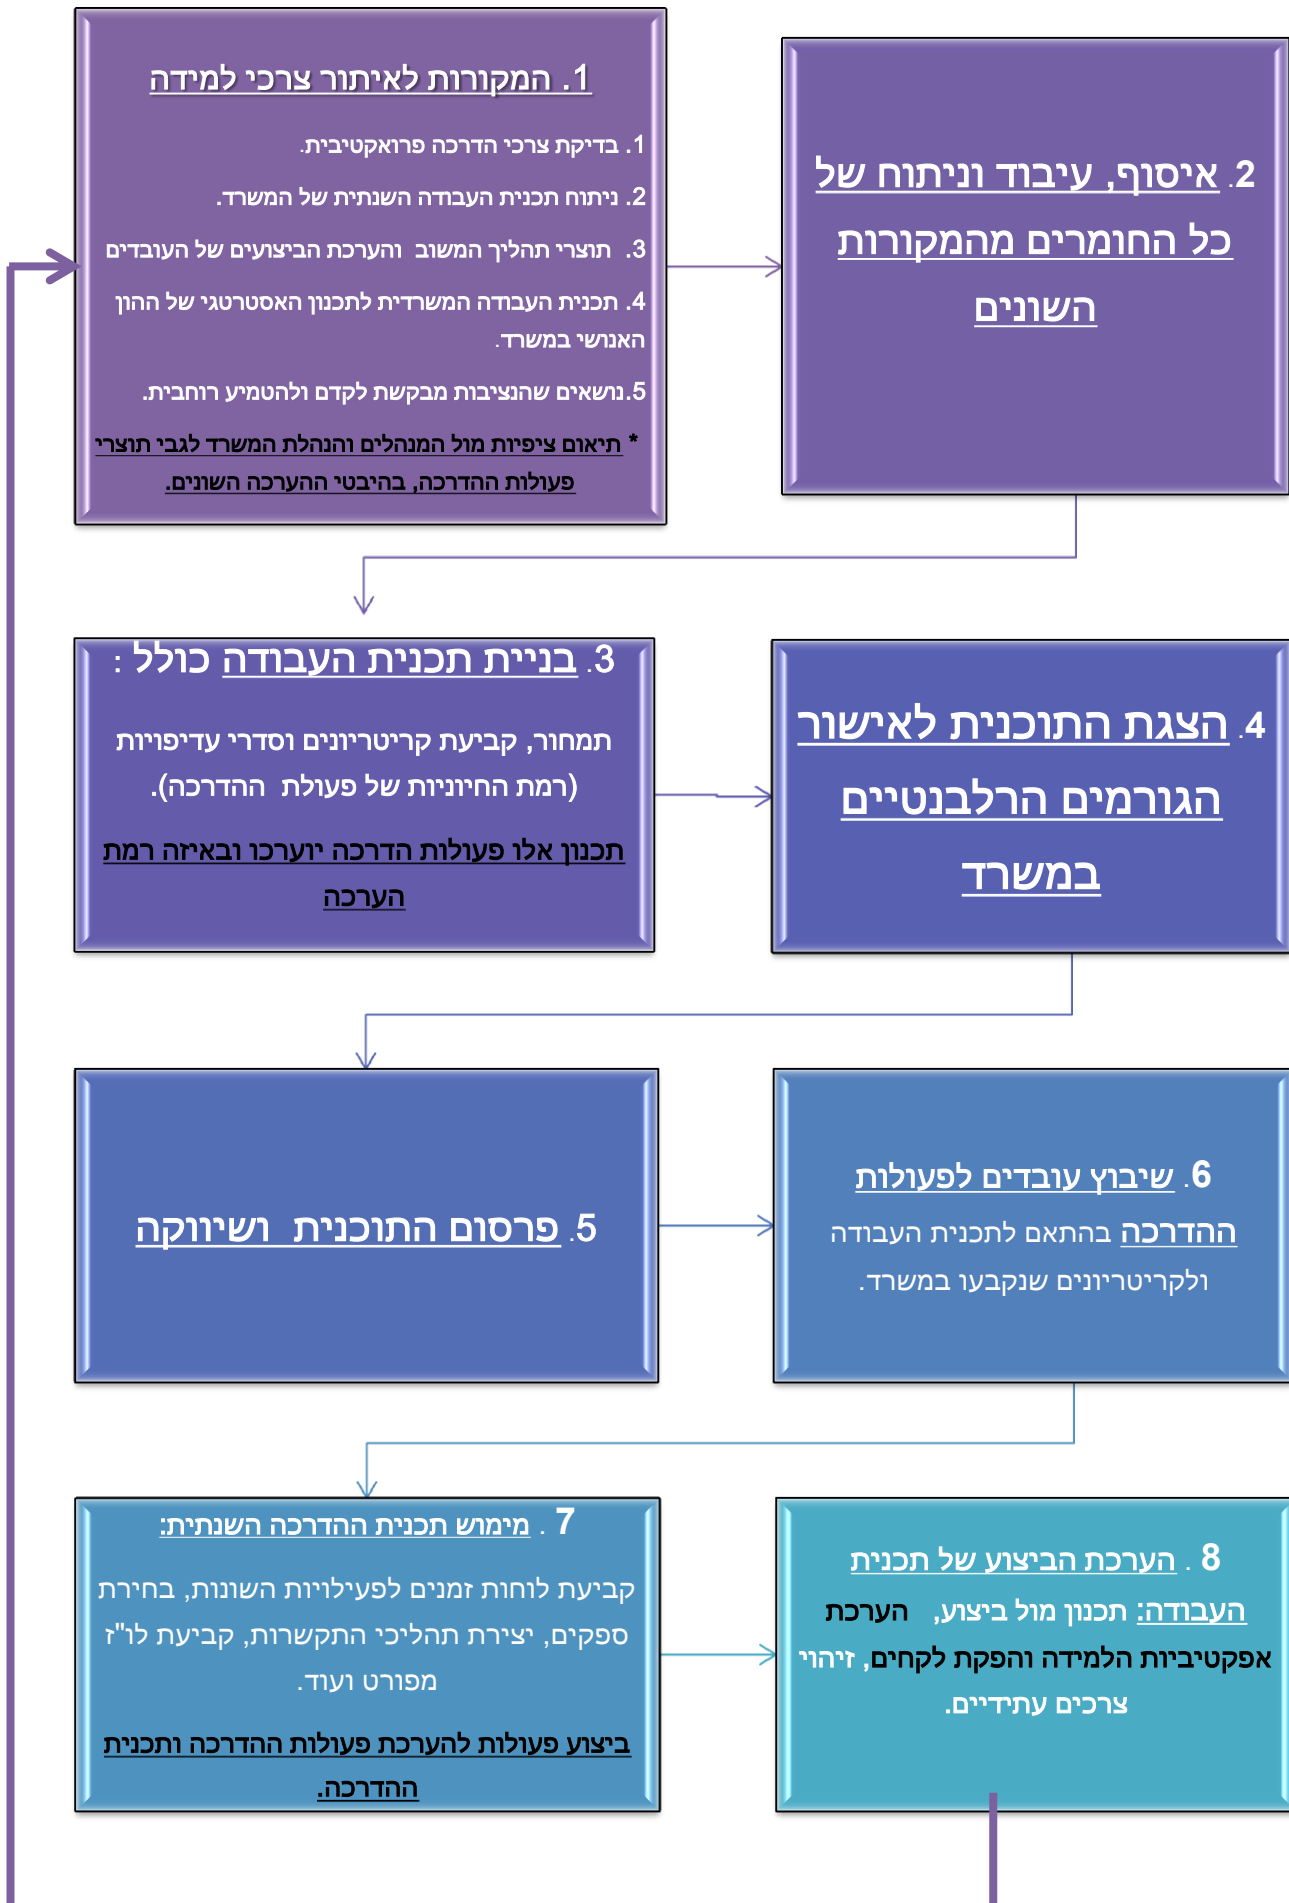 1. המקורות לאיתור צרכי למידה
1. בדיקת צרכי הדרכה פרואקטיבית.
2. ניתוח תכנית העבודה השנתית של המשרד.
3. תוצרי תהליך המשוב והערכת הביצועים של העובדים
4. תכנית העבודה המשרדית לתכנון האסטרטגי של ההון
האנושי במשרד.
5.נושאים שהנציבות מבקשת לקדם ולהטמיע רוחבית.
* תיאום ציפיות מול המנהלים והנהלת המשרד לגבי תוצרי
פעולות ההדרכה, בהיבטי ההערכה השונים.
2. איסוף, עיבוד וניתוח של
כל החומרים מהמקורות
השונים
3. בניית תכנית העבודה כולל :
תמחור, קביעת קריטריונים וסדרי עדיפויות
(רמת החיוניות של פעולת ההדרכה).
תכנון אלו פעולות הדרכה יוערכו ובאיזה רמת
הערכה
4. הצגת התוכנית לאישור
הגורמים הרלבנטיים
במשרד
5. פרסום התוכנית ושיווקה
6. שיבוץ עובדים לפעולות
ההדרכה בהתאם לתכנית העבודה
ולקריטריונים שנקבעו במשרד.
7 . מימוש תכנית ההדרכה השנתית:
קביעת לוחות זמנים לפעילויות השונות, בחירת
ספקים, יצירת תהליכי התקשרות, קביעת לו"ז
מפורט ועוד.
ביצוע פעולות להערכת פעולות ההדרכה ותכנית
ההדרכה.
8 . הערכת הביצוע של תכנית
העבודה: תכנון מול ביצוע, הערכת
אפקטיביות הלמידה והפקת לקחים, זיהוי
צרכים עתידיים.